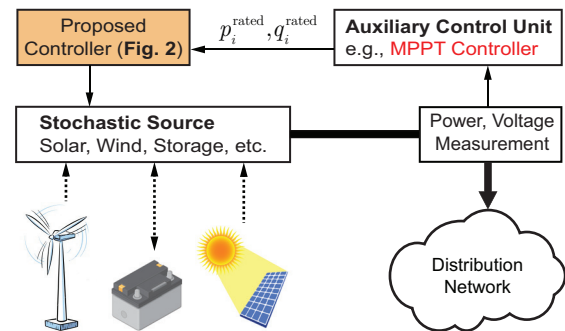 Proposed
Controller (Fig. 2)
p_i^rated, q_i^rated
Auxiliary Control Unit
e.g., MPPT Controller
Stochastic Source
Solar, Wind, Storage, etc.
Power, Voltage
Measurement
Distribution
Network